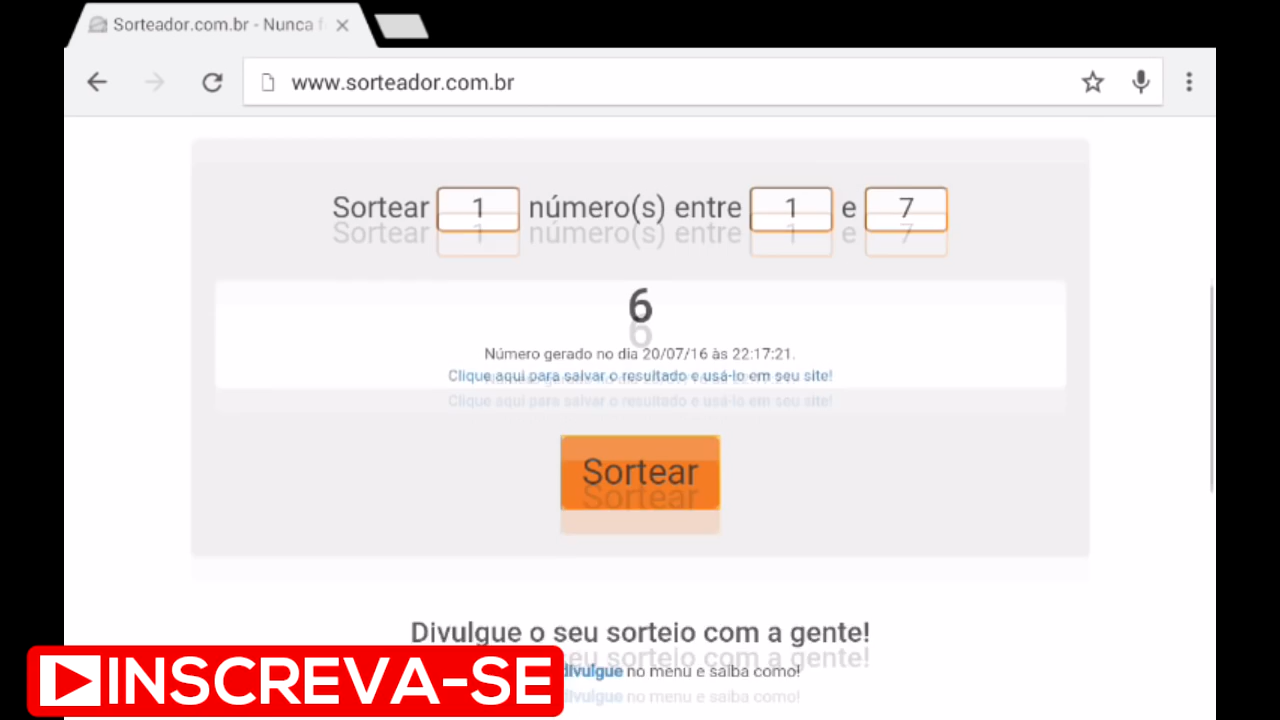 Sorteador.com.br - Nunca f
www.sorteador.com.br
Sortear 1 número(s) entre 1 e 7
6
Número gerado no dia 20/07/16 às 22:17:21.
Clique aqui para salvar o resultado e usá-lo em seu site!
Sortear
Divulgue o seu sorteio com a gente!
divulgue no menu e saiba como!
INSCREVA-SE